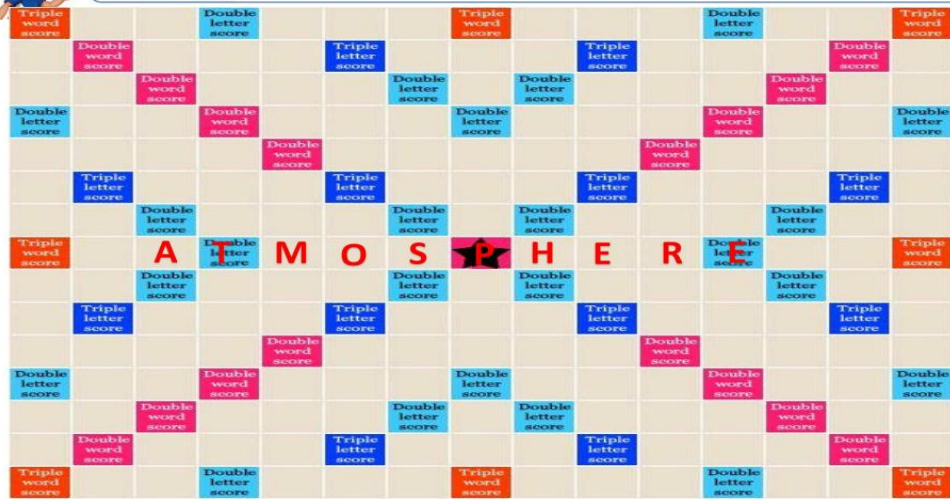 Triple Double Triple Double Triple
word letter word letter word
score score score score score
Double Triple Triple Double
word letter letter word
score score score score
Double Double Double Double
word letter letter word
score score score score
Double Double Double Double Double
letter word letter word letter
score score score score score
Double Double
word word
score score
Triple Triple Triple Triple
letter letter letter letter
score score score score
Double Double Double Double
letter letter letter letter
score score score score
Triple Triple
word word
score score
A T M O S P H E R E
Double Double Double Double
letter letter letter letter
score score score score
Triple Triple Triple Triple
letter letter letter letter
score score score score
Double Double
word word
score score
Double Double Double Double Double
letter word letter word letter
score score score score score
Double Double Double Double
word letter letter word
score score score score
Double Triple Triple Double
word letter letter word
score score score score
Triple Double Triple Double Triple
word letter word letter word
score score score score score